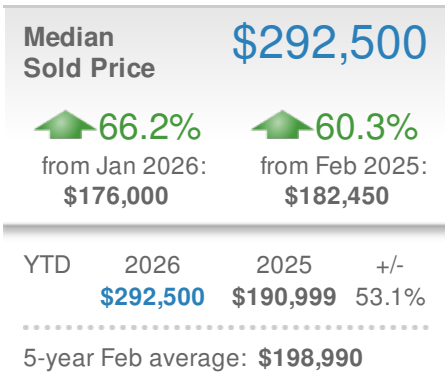 Median
Sold Price
$292,500
66.2%
from Jan 2026:
$176,000
60.3%
from Feb 2025:
$182,450
YTD 2026 2025 +/-
$292,500 $190,999 53.1%
5-year Feb average: $198,990